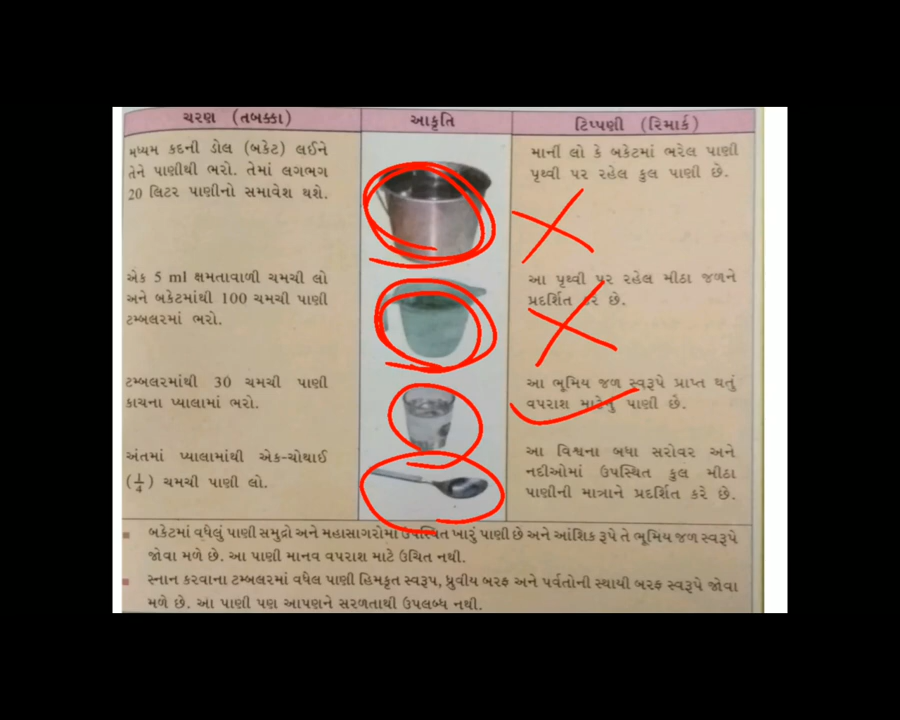 ચરણ (તબક્કા)
આકૃતિ
ટિપ્પણી (રિમાર્ક)
મધ્યમ કદની ડોલ (બકેટ) લઈને
તેને પાણીથી ભરો. તેમાં લગભગ
20 લિટર પાણીનો સમાવેશ થશે.
માની લો કે બકેટમાં ભરેલ પાણી
પૃથ્વી પર રહેલ કુલ પાણી છે.
એક 5 ml ક્ષમતાવાળી ચમચી લો
અને બકેટમાંથી 100 ચમચી પાણી
ટમ્બલરમાં ભરો.
આ પૃથ્વી પર રહેલ મીઠા જળને
પ્રદર્શિત કરે છે.
ટમ્બલરમાંથી 30 ચમચી પાણી
કાચના પ્યાલામાં ભરો.
આ ભૂમિય જળ સ્વરૂપે પ્રાપ્ત થતું
વપરાશ માટેનું પાણી છે.
અંતમાં પ્યાલામાંથી એક-ચોથાઈ
(1/4) ચમચી પાણી લો.
આ વિશ્વના બધા સરોવર અને
નદીઓમાં ઉપસ્થિત કુલ મીઠા
પાણીની માત્રાને પ્રદર્શિત કરે છે.
બકેટમાં વધેલું પાણી સમુદ્રો અને મહાસાગરોમાં ઉપસ્થિત ખારું પાણી છે અને આંશિક રૂપે તે ભૂમિય જળ સ્વરૂપે
જોવા મળે છે. આ પાણી માનવ વપરાશ માટે ઉચિત નથી.
સ્નાન કરવાના ટમ્બલરમાં વધેલ પાણી હિમકૃત સ્વરૂપ, ધ્રુવીય બરફ અને પર્વતોની સ્થાયી બરફ સ્વરૂપે જોવા
મળે છે. આ પાણી પણ આપણને સરળતાથી ઉપલબ્ધ નથી.